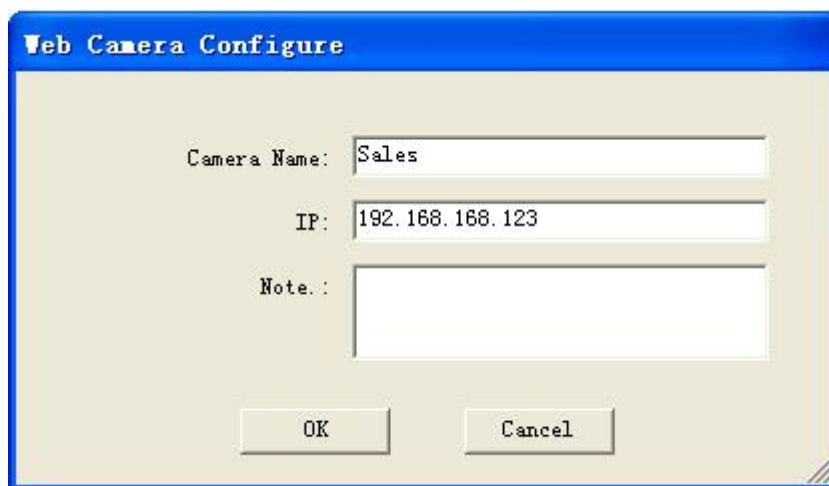 Web Camera Configure
Camera Name: Sales
IP: 192.168.168.123
Note.:
OK Cancel